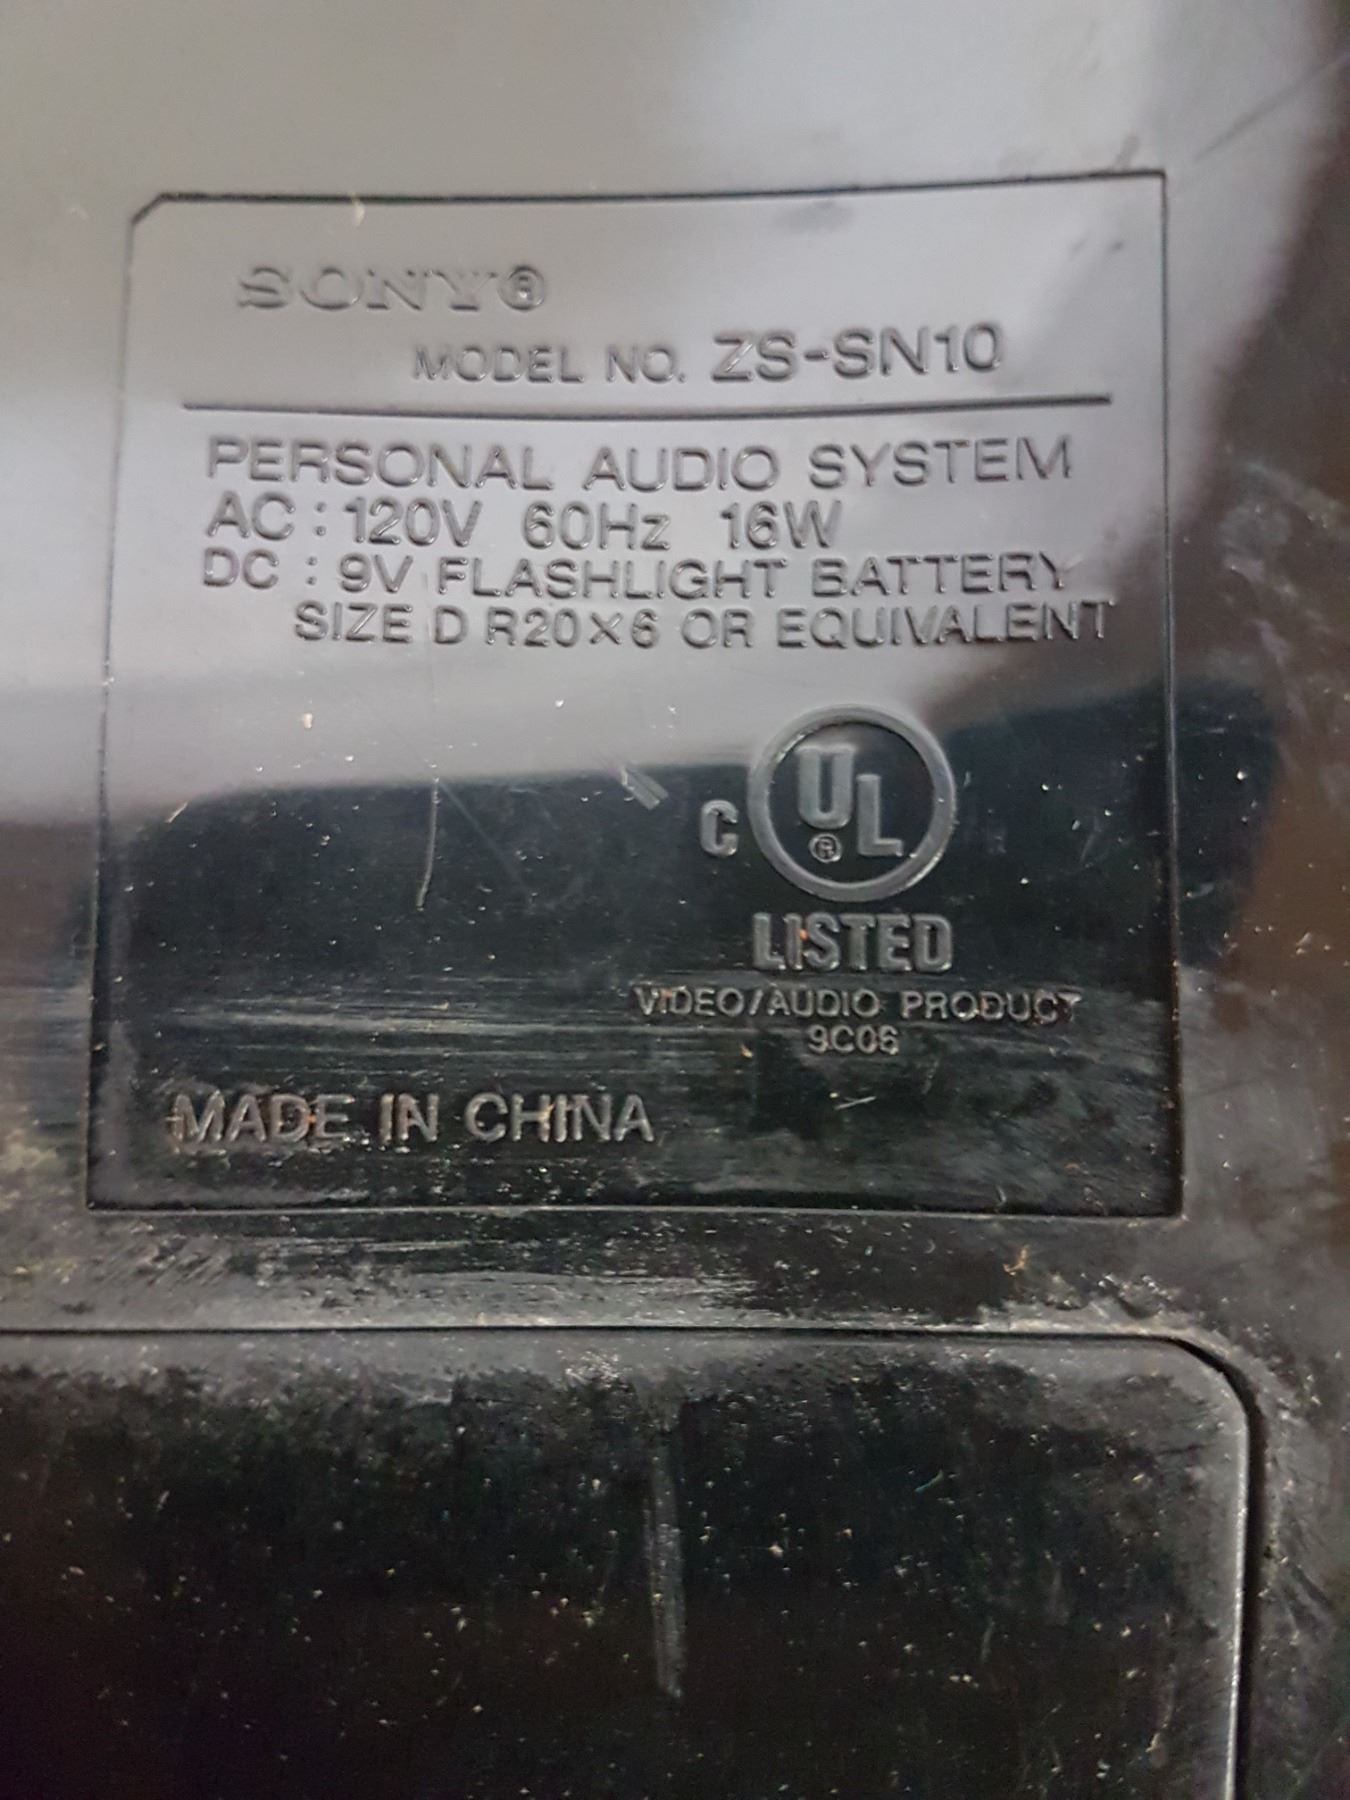 SONY®
MODEL NO. ZS-SN10
PERSONAL AUDIO SYSTEM
AC : 120V 60Hz 16W
DC : 9V FLASHLIGHT BATTERY
SIZE D R20×6 OR EQUIVALENT
C UL®
LISTED
VIDEO/AUDIO PRODUCT
9C06
MADE IN CHINA